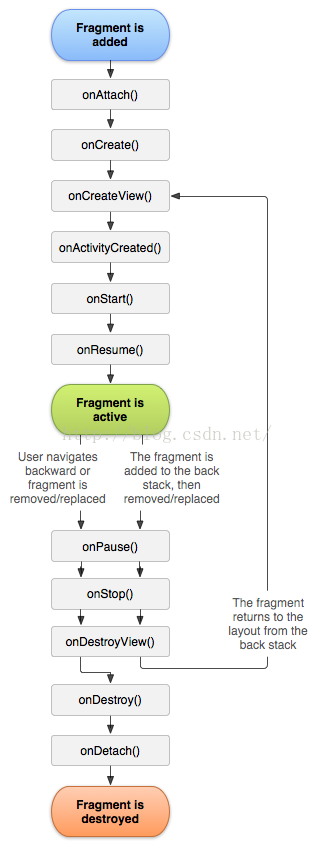 Fragment is
added
onAttach()
onCreate()
onCreateView()
onActivityCreated()
onStart()
onResume()
Fragment is
active
http://blog.csdn.net/
User navigates
backward or
fragment is
removed/replaced
The fragment is
added to the back
stack, then
removed/replaced
onPause()
onStop()
onDestroyView()
The fragment
returns to the
layout from the
back stack
onDestroy()
onDetach()
Fragment is
destroyed